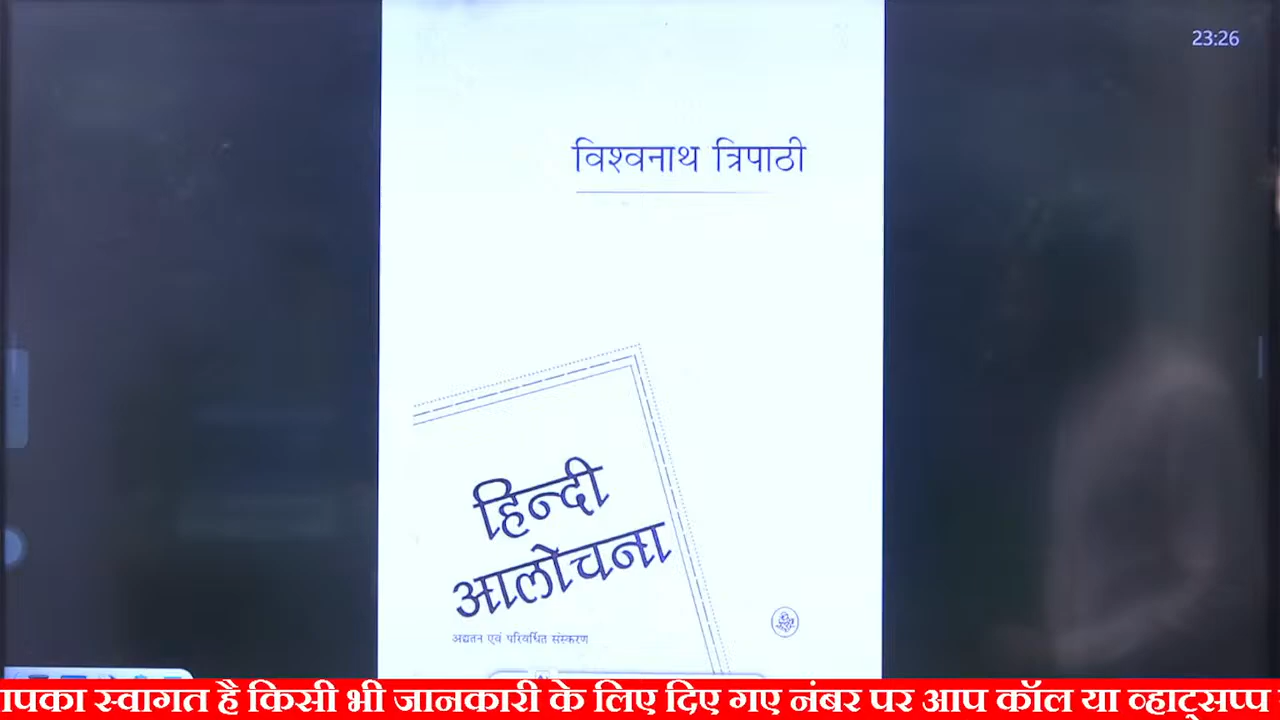 23:26
विश्वनाथ त्रिपाठी
हिन्दी
आलोचना
अद्यतन एवं परिवर्धित संस्करण
ापका स्वागत है किसी भी जानकारी के लिए दिए गए नंबर पर आप कॉल या व्हाट्सप्प